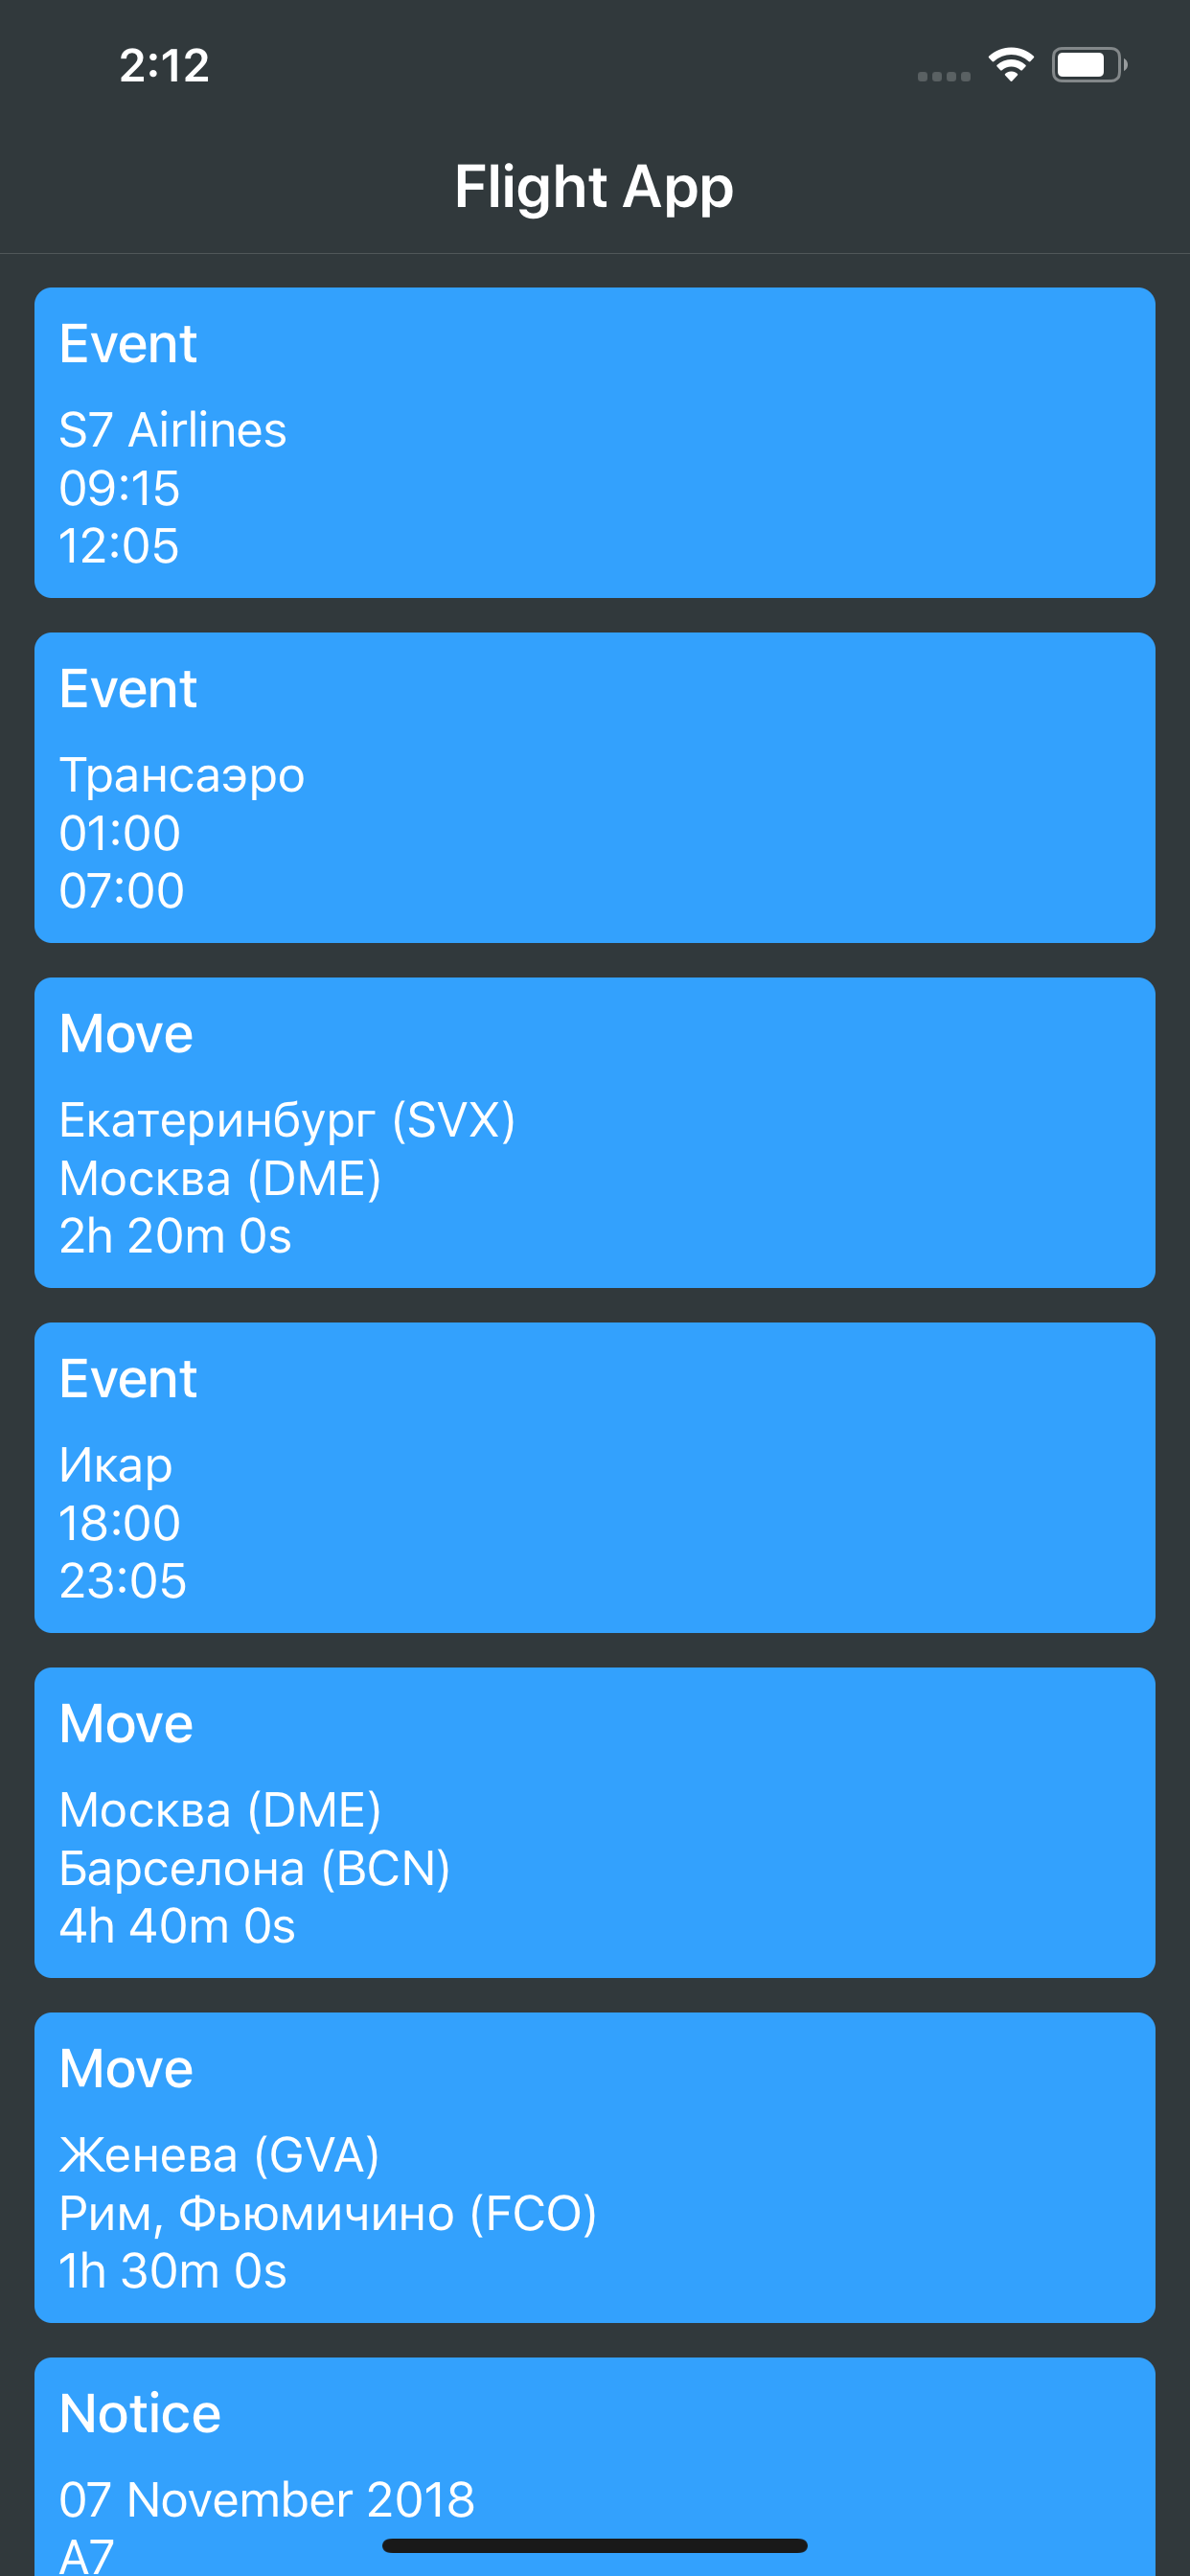 2:12
Flight App
Event
S7 Airlines
09:15
12:05
Event
Трансаэро
01:00
07:00
Move
Екатеринбург (SVX)
Москва (DME)
2h 20m 0s
Event
Икар
18:00
23:05
Move
Москва (DME)
Барселона (BCN)
4h 40m 0s
Move
Женева (GVA)
Рим, Фьюмичино (FCO)
1h 30m 0s
Notice
07 November 2018
A7